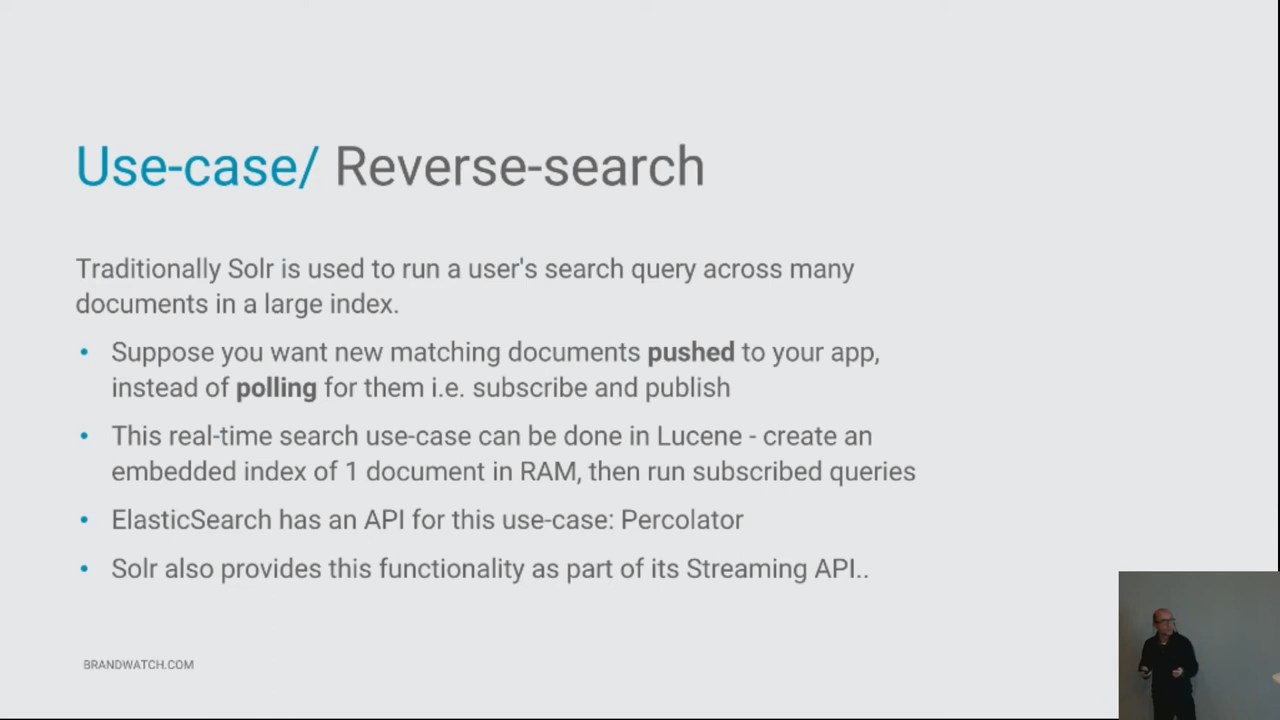 Use-case/ Reverse-search
Traditionally Solr is used to run a user's search query across many
documents in a large index.
• Suppose you want new matching documents pushed to your app,
instead of polling for them i.e. subscribe and publish
• This real-time search use-case can be done in Lucene - create an
embedded index of 1 document in RAM, then run subscribed queries
• ElasticSearch has an API for this use-case: Percolator
• Solr also provides this functionality as part of its Streaming API..
BRANDWATCH.COM